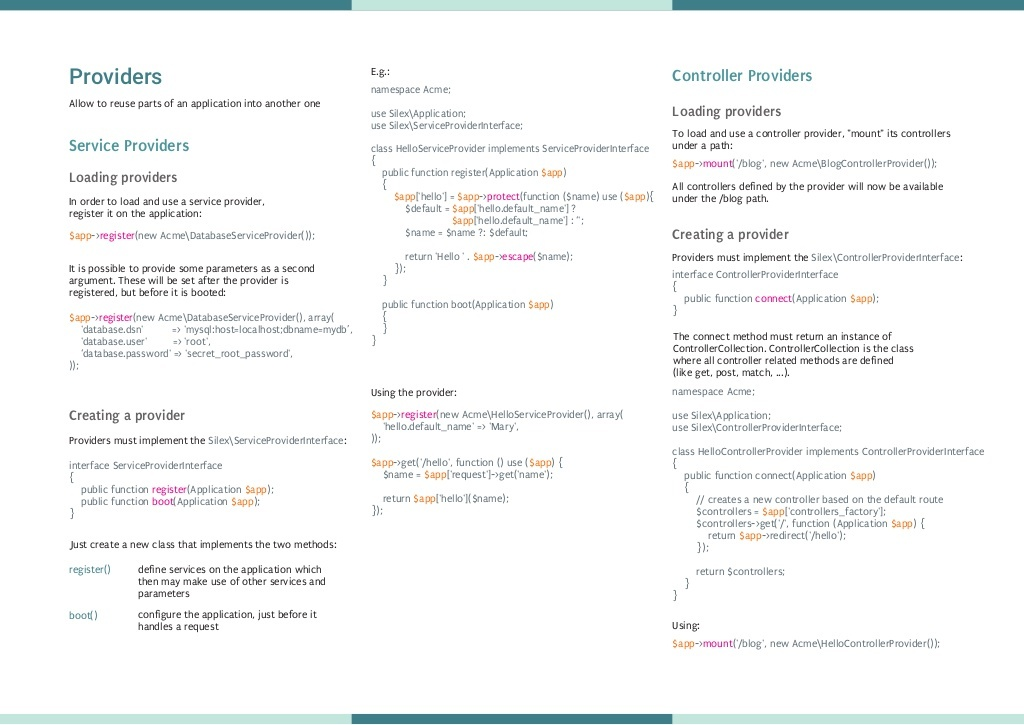 Providers
Allow to reuse parts of an application into another one
Service Providers
Loading providers
In order to load and use a service provider,
register it on the application:
$app->register(new Acme\DatabaseServiceProvider());
It is possible to provide some parameters as a second
argument. These will be set after the provider is
registered, but before it is booted:
$app->register(new Acme\DatabaseServiceProvider(), array(
'database.dsn' => 'mysql:host=localhost;dbname=mydb',
'database.user' => 'root',
'database.password' => 'secret_root_password',
));
Creating a provider
Providers must implement the Silex\ServiceProviderInterface:
interface ServiceProviderInterface
{
public function register(Application $app);
public function boot(Application $app);
}
Just create a new class that implements the two methods:
register() define services on the application which
then may make use of other services and
parameters
boot() configure the application, just before it
handles a request
E.g.:
namespace Acme;
use Silex\Application;
use Silex\ServiceProviderInterface;
class HelloServiceProvider implements ServiceProviderInterface
{
public function register(Application $app)
{
$app['hello'] = $app->protect(function ($name) use ($app){
$default = $app['hello.default_name'] ?
$app['hello.default_name'] : '';
$name = $name ?: $default;
return 'Hello ' . $app->escape($name);
});
}
public function boot(Application $app)
{
}
}
Using the provider:
$app->register(new Acme\HelloServiceProvider(), array(
'hello.default_name' => 'Mary',
));
$app->get('/hello', function () use ($app) {
$name = $app['request']->get('name');
return $app['hello']($name);
});
Controller Providers
Loading providers
To load and use a controller provider, "mount" its controllers
under a path:
$app->mount('/blog', new Acme\BlogControllerProvider());
All controllers defined by the provider will now be available
under the /blog path.
Creating a provider
Providers must implement the Silex\ControllerProviderInterface:
interface ControllerProviderInterface
{
public function connect(Application $app);
}
The connect method must return an instance of
ControllerCollection. ControllerCollection is the class
where all controller related methods are defined
(like get, post, match, ...).
namespace Acme;
use Silex\Application;
use Silex\ControllerProviderInterface;
class HelloControllerProvider implements ControllerProviderInterface
{
public function connect(Application $app)
{
// creates a new controller based on the default route
$controllers = $app['controllers_factory'];
$controllers->get('/', function (Application $app) {
return $app->redirect('/hello');
});
return $controllers;
}
}
Using:
$app->mount('/blog', new Acme\HelloControllerProvider());